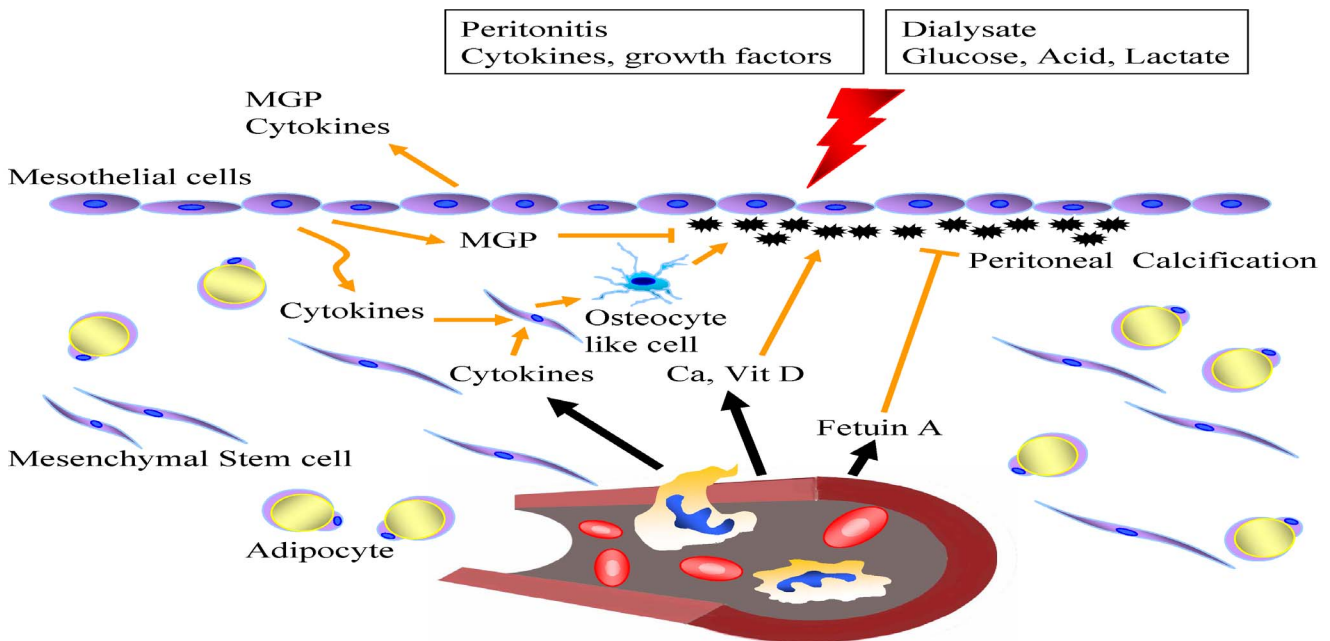 Peritonitis
Cytokines, growth factors
Dialysate
Glucose, Acid, Lactate
MGP
Cytokines
Mesothelial cells
MGP
Peritoneal Calcification
Cytokines
Osteocyte
like cell
Cytokines
Ca, Vit D
Fetuin A
Mesenchymal Stem cell
Adipocyte